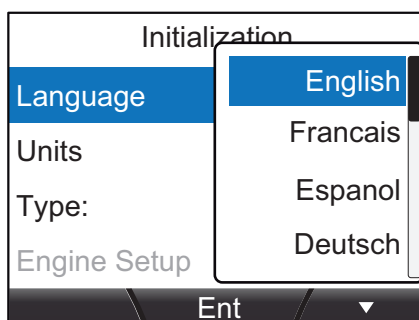 Initialization
Language
Units
Type:
Engine Setup
English
Francais
Espanol
Deutsch
Ent